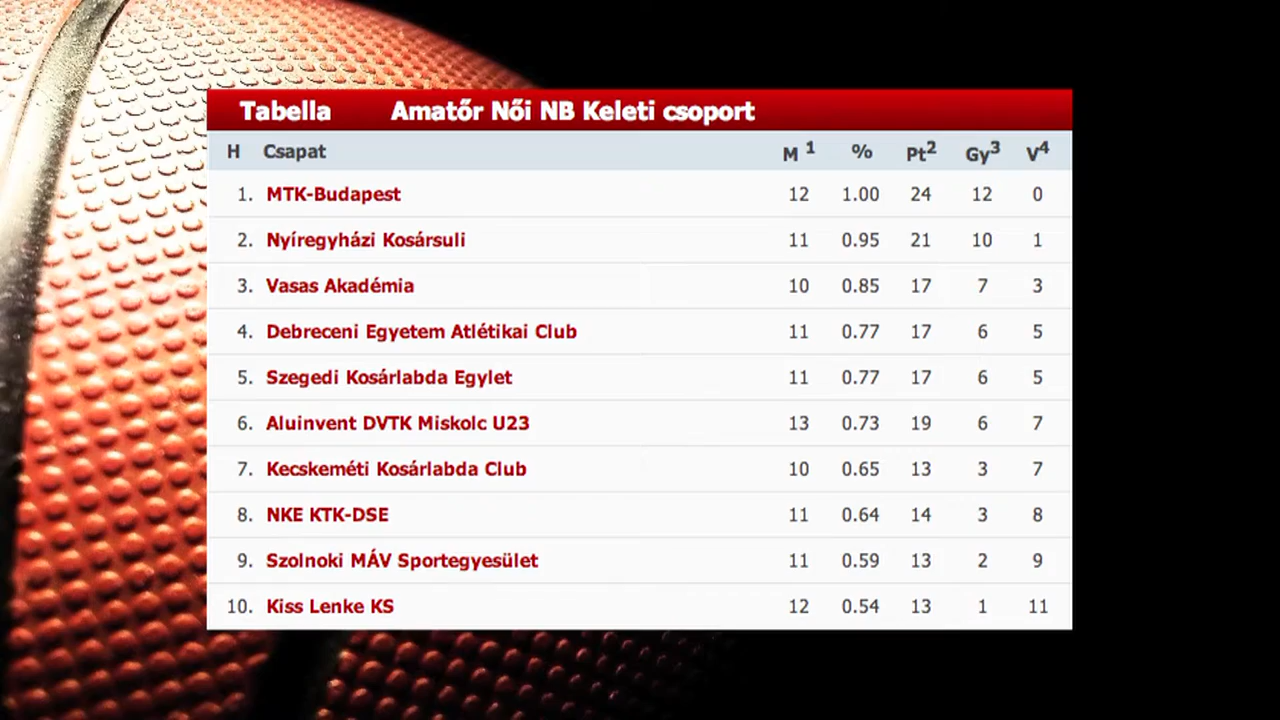 Tabella Amatőr Női NB Keleti csoport
H Csapat M 1 % Pt2 Gy3 V4
1. MTK-Budapest 12 1.00 24 12 0
2. Nyíregyházi Kosársuli 11 0.95 21 10 1
3. Vasas Akadémia 10 0.85 17 7 3
4. Debreceni Egyetem Atlétikai Club 11 0.77 17 6 5
5. Szegedi Kosárlabda Egylet 11 0.77 17 6 5
6. Aluinvent DVTK Miskolc U23 13 0.73 19 6 7
7. Kecskeméti Kosárlabda Club 10 0.65 13 3 7
8. NKE KTK-DSE 11 0.64 14 3 8
9. Szolnoki MÁV Sportegyesület 11 0.59 13 2 9
10. Kiss Lenke KS 12 0.54 13 1 11